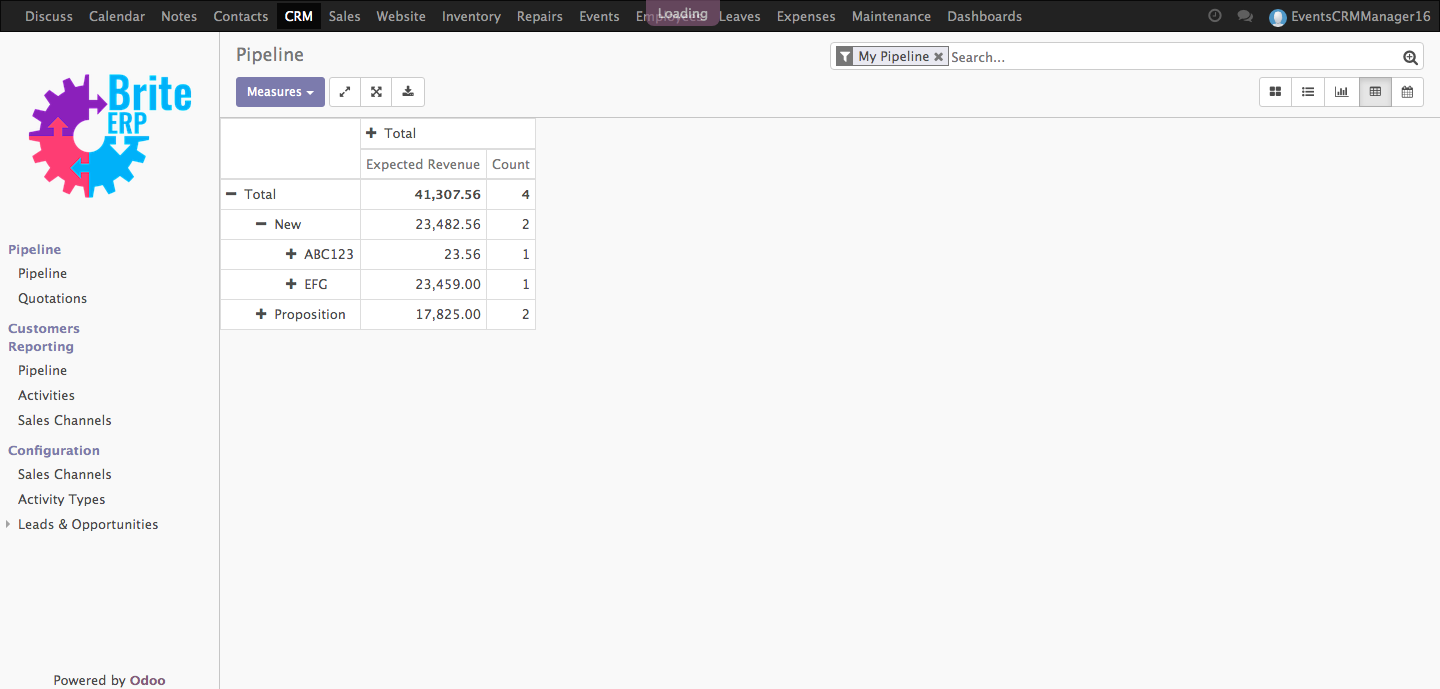 Discuss Calendar Notes Contacts CRM Sales Website Inventory Repairs Events Employees Leaves Expenses Maintenance Dashboards EventsCRMManager16
Loading
Brite
ERP
Pipeline
My Pipeline Search...
Measures
Total
Expected Revenue Count
Total 41,307.56 4
New 23,482.56 2
ABC123 23.56 1
EFG 23,459.00 1
Proposition 17,825.00 2
Pipeline
Pipeline
Quotations
Customers
Reporting
Pipeline
Activities
Sales Channels
Configuration
Sales Channels
Activity Types
Leads & Opportunities
Powered by Odoo